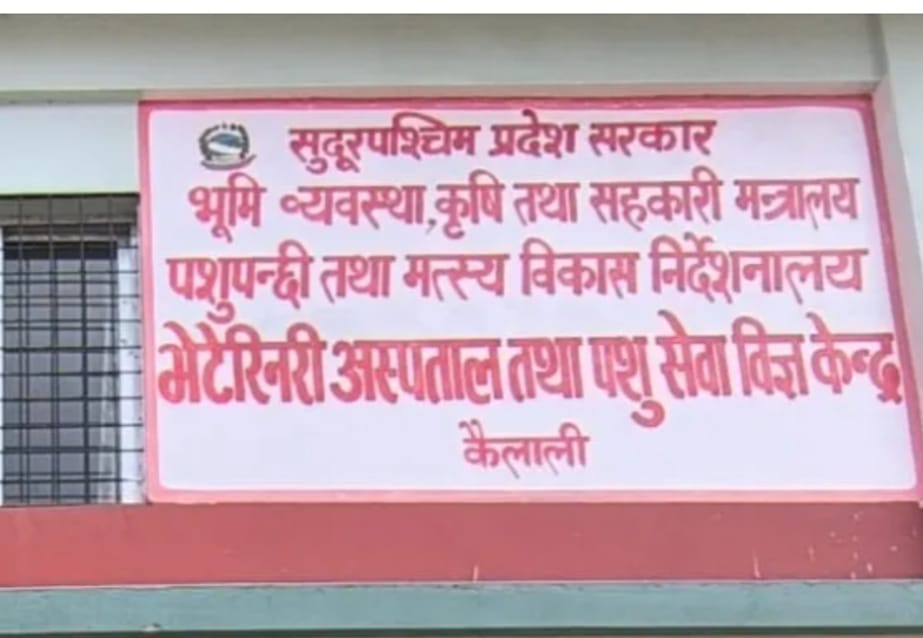 सुदूरपश्चिम प्रदेश सरकार
भूमि व्यवस्था,कृषि तथा सहकारी मन्त्रालय
पशुपन्छी तथा मत्स्य विकास निर्देशनालय
भेटेरिनरी अस्पताल तथा पशु सेवा विज्ञ केन्द्र
कैलाली